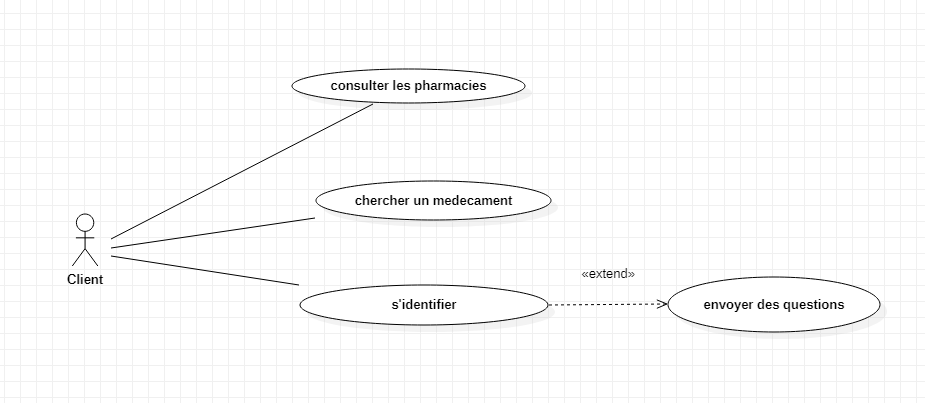 consulter les pharmacies
chercher un medecament
Client
«extend»
s'identifier
envoyer des questions